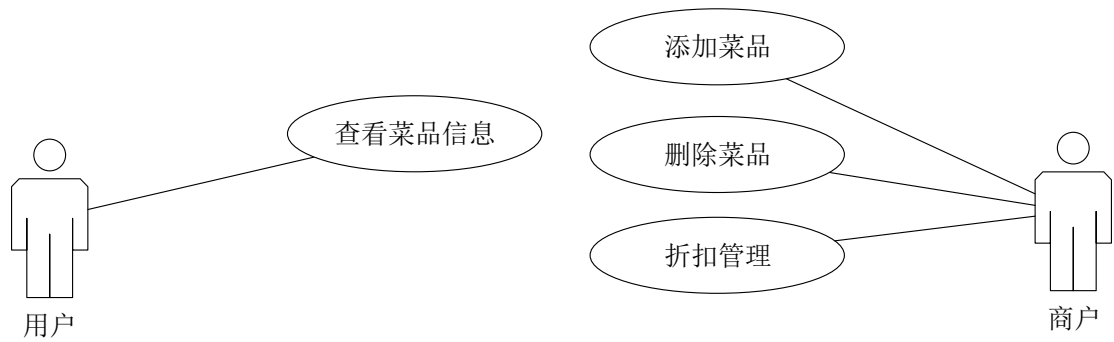 添加菜品
查看菜品信息
删除菜品
折扣管理
用户
商户